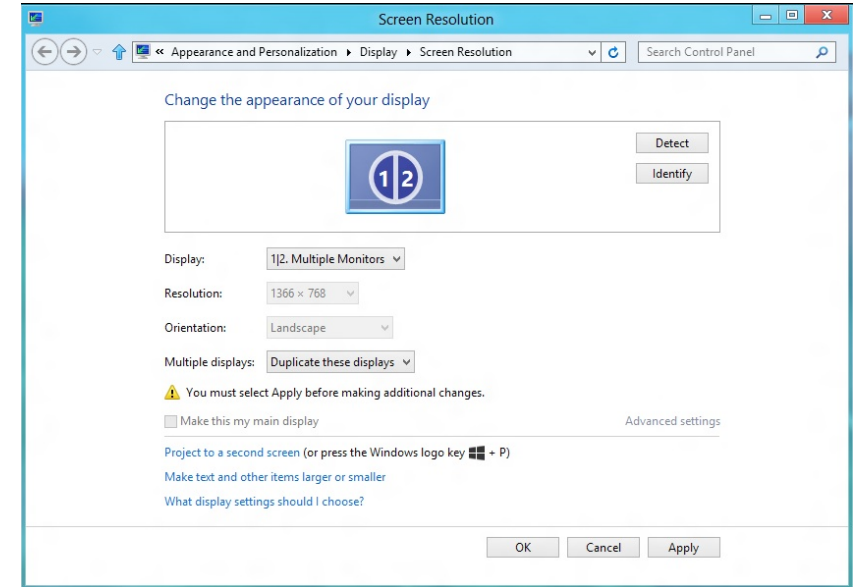 Screen Resolution
« Appearance and Personalization ▸ Display ▸ Screen Resolution
Search Control Panel
Change the appearance of your display
1|2
Detect
Identify
Display: 1|2. Multiple Monitors
Resolution: 1366 × 768
Orientation: Landscape
Multiple displays: Duplicate these displays
You must select Apply before making additional changes.
Make this my main display
Advanced settings
Project to a second screen (or press the Windows logo key + P)
Make text and other items larger or smaller
What display settings should I choose?
OK Cancel Apply